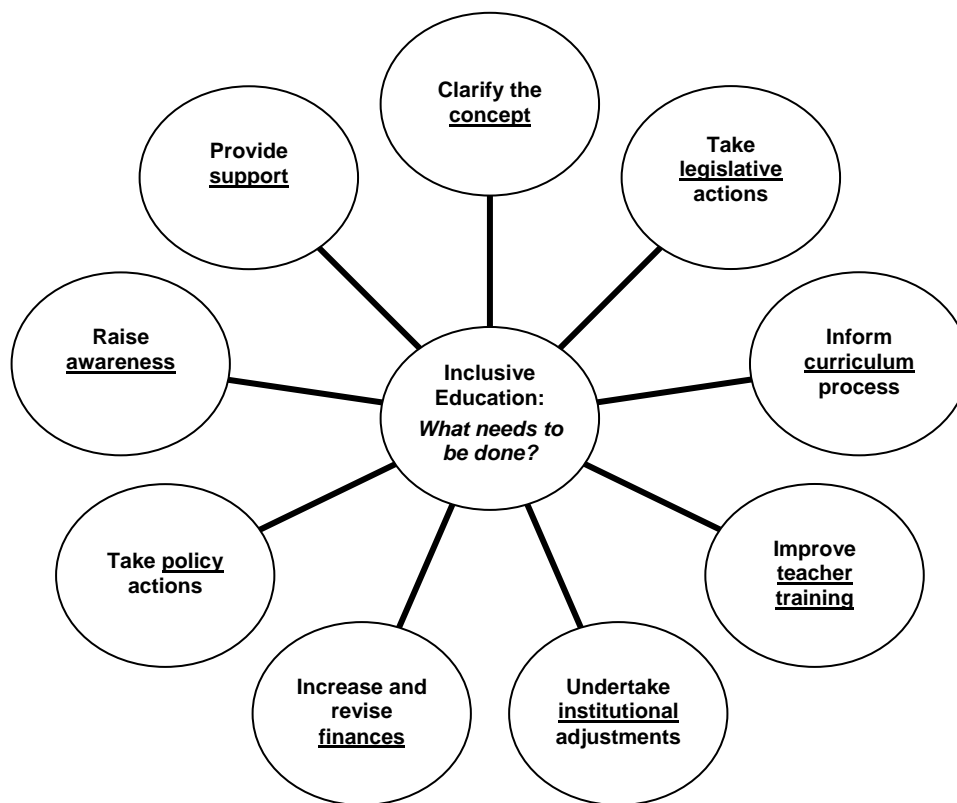 Clarify the
concept
Take
legislative
actions
Inform
curriculum
process
Improve
teacher
training
Undertake
institutional
adjustments
Increase and
revise
finances
Take policy
actions
Raise
awareness
Provide
support
Inclusive
Education:
What needs to
be done?